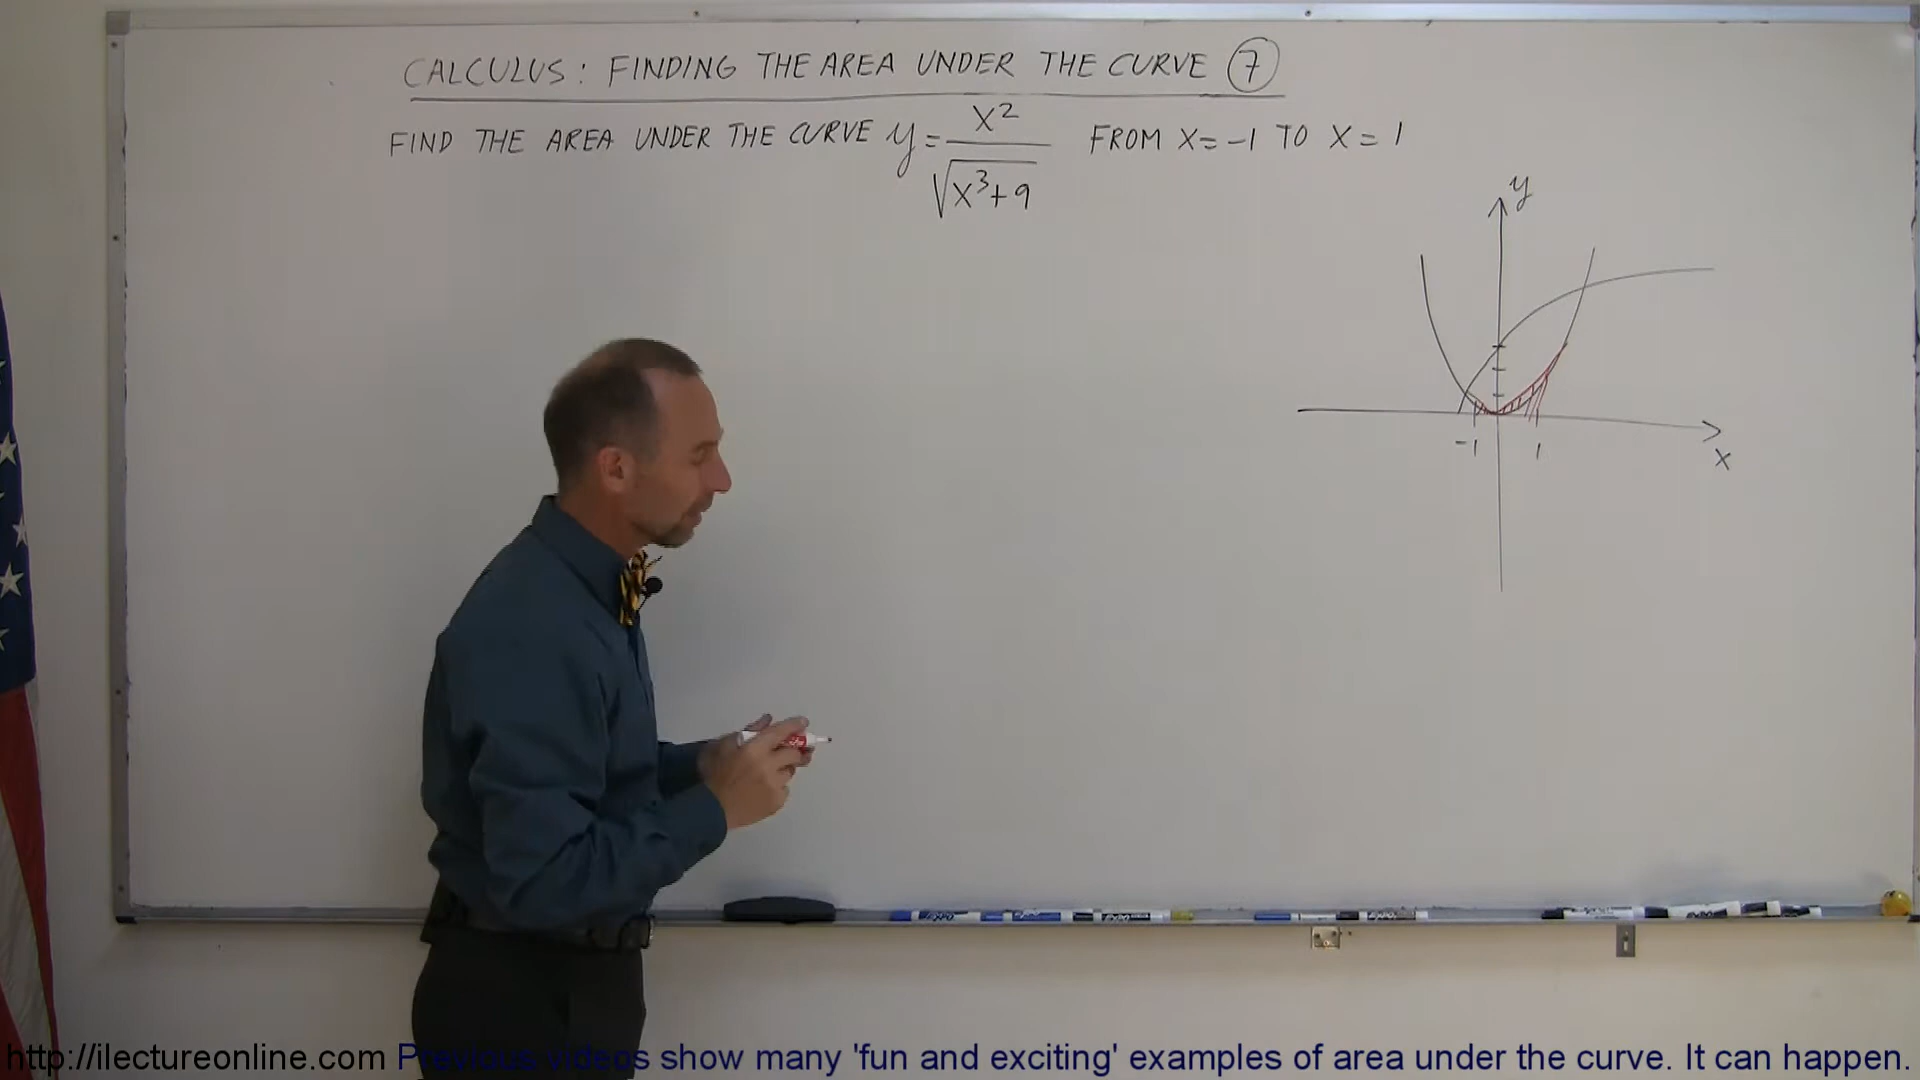 CALCULUS: FINDING THE AREA UNDER THE CURVE 7
FIND THE AREA UNDER THE CURVE y = x²/√(x³+9) FROM X = -1 TO X = 1
y
-1 1
x
http://ilectureonline.com Previous videos show many 'fun and exciting' examples of area under the curve. It can happen.